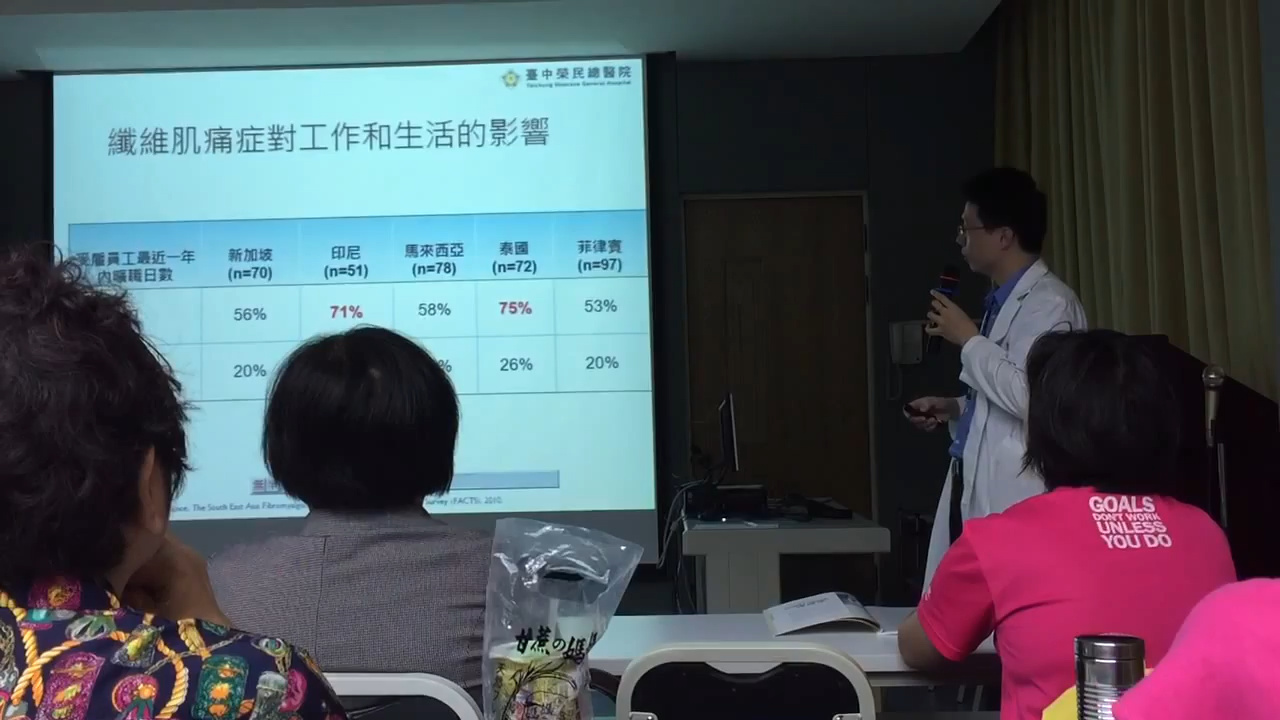 臺中榮民總醫院
Taichung Veterans General Hospital
纖維肌痛症對工作和生活的影響
受雇員工最近一年
內曠職日數
新加坡
(n=70)
印尼
(n=51)
馬來西亞
(n=78)
泰國
(n=72)
菲律賓
(n=97)
56%
71%
58%
75%
53%
20%
%
26%
20%
The South East Asia Fibromyalgia
Survey (FACTS), 2010.
GOALS
DON'T WORK
UNLESS
YOU DO
甘蔗の媽